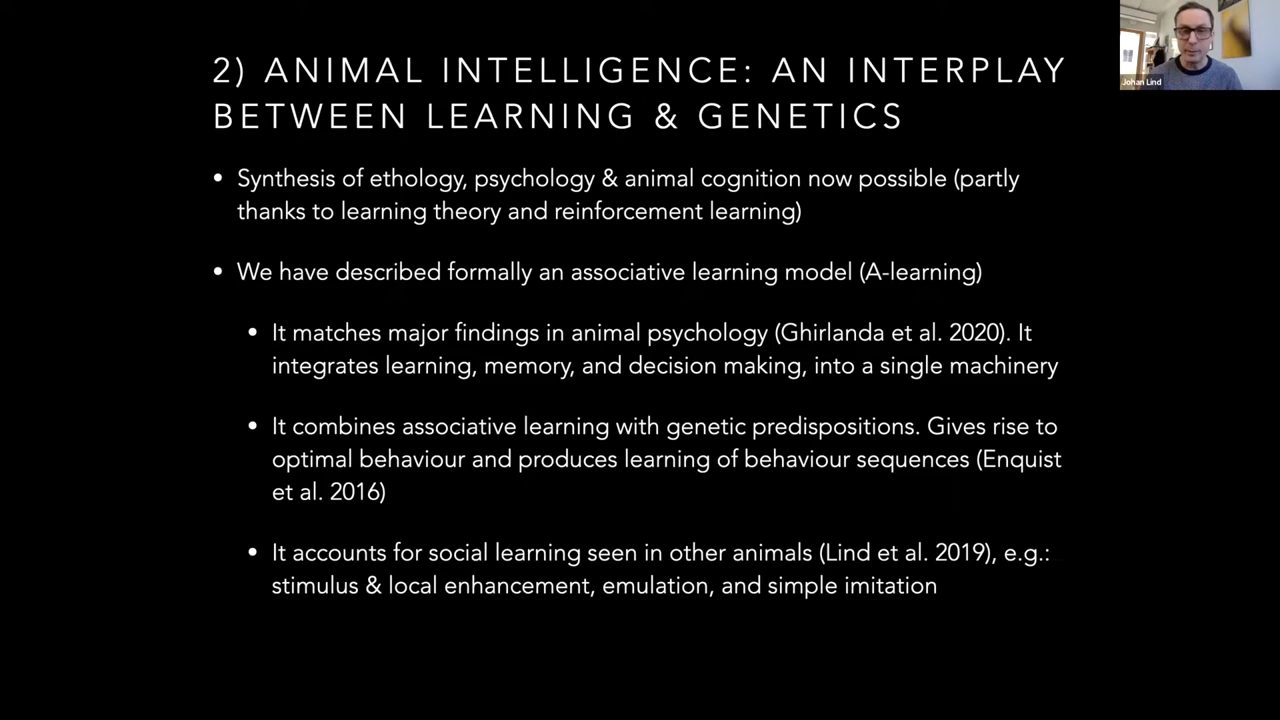 2) ANIMAL INTELLIGENCE: AN INTERPLAY
BETWEEN LEARNING & GENETICS
• Synthesis of ethology, psychology & animal cognition now possible (partly
thanks to learning theory and reinforcement learning)
• We have described formally an associative learning model (A-learning)
• It matches major findings in animal psychology (Ghirlanda et al. 2020). It
integrates learning, memory, and decision making, into a single machinery
• It combines associative learning with genetic predispositions. Gives rise to
optimal behaviour and produces learning of behaviour sequences (Enquist
et al. 2016)
• It accounts for social learning seen in other animals (Lind et al. 2019), e.g.:
stimulus & local enhancement, emulation, and simple imitation
Johan Lind